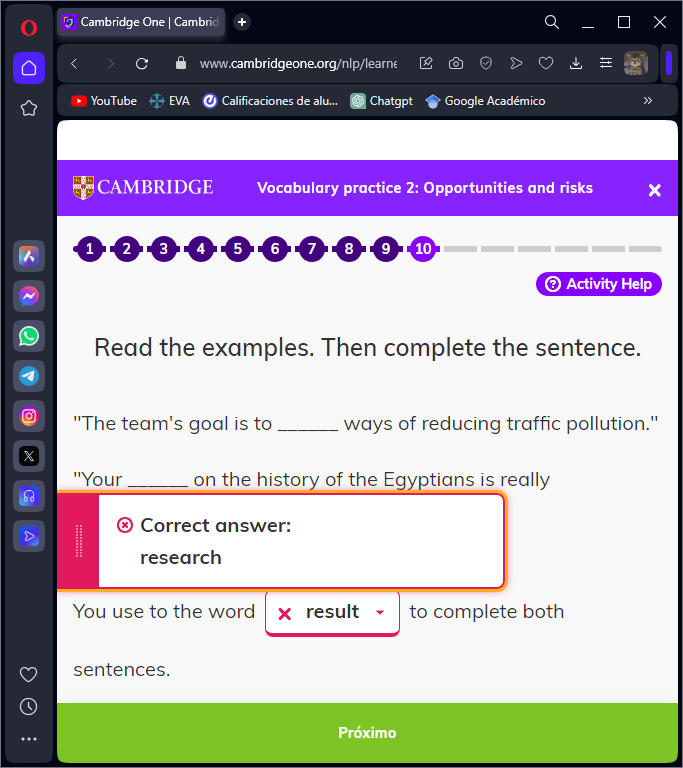 Cambridge One | Cambrid
www.cambridgeone.org/nlp/learne
YouTube EVA Calificaciones de alu... Chatgpt Google Académico »
CAMBRIDGE Vocabulary practice 2: Opportunities and risks
1 2 3 4 5 6 7 8 9 10
Activity Help
Read the examples. Then complete the sentence.
"The team's goal is to ______ ways of reducing traffic pollution."
"Your ______ on the history of the Egyptians is really
Correct answer:
research
You use to the word result to complete both
sentences.
Próximo